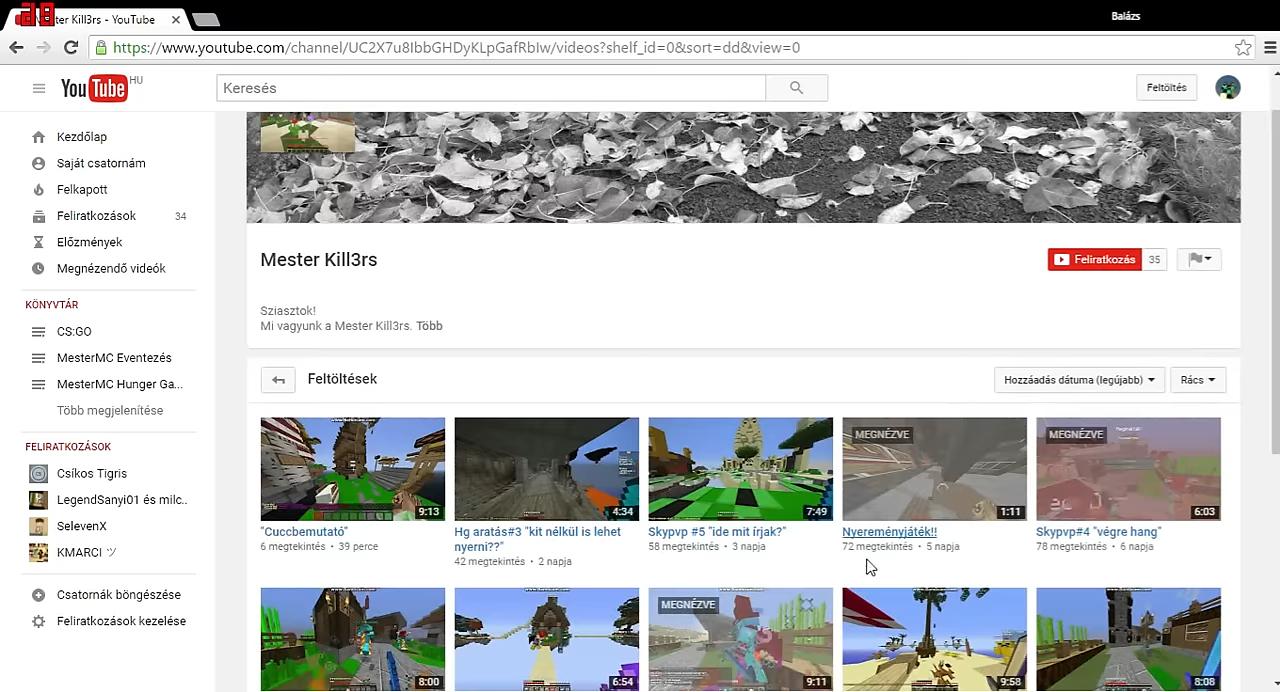 ter Kill3rs - YouTube
Balázs
https://www.youtube.com/channel/UC2X7u8IbbGHDyKLpGafRbIw/videos?shelf_id=0&sort=dd&view=0
YouTube HU
Keresés
Feltöltés
Kezdőlap
Saját csatornám
Felkapott
Feliratkozások 34
Előzmények
Megnézendő videók
KÖNYVTÁR
CS:GO
MesterMC Eventezés
MesterMC Hunger Ga...
Több megjelenítése
FELIRATKOZÁSOK
Csíkos Tigris
LegendSanyi01 és milc..
SelevenX
KMARCI ツ
Csatornák böngészése
Feliratkozások kezelése
Mester Kill3rs
Feliratkozás 35
Sziasztok!
Mi vagyunk a Mester Kill3rs. Több
Feltöltések
Hozzáadás dátuma (legújabb)
Rács
9:13
"Cuccbemutató"
6 megtekintés • 39 perce
4:34
Hg aratás#3 "kit nélkül is lehet
nyerni??"
42 megtekintés • 2 napja
7:49
Skypvp #5 "ide mit írjak?"
58 megtekintés • 3 napja
MEGNÉZVE
1:11
Nyereményjáték!!
72 megtekintés • 5 napja
MEGNÉZVE
6:03
Skypvp#4 "végre hang"
78 megtekintés • 6 napja
8:00
6:54
MEGNÉZVE
9:11
9:58
8:08